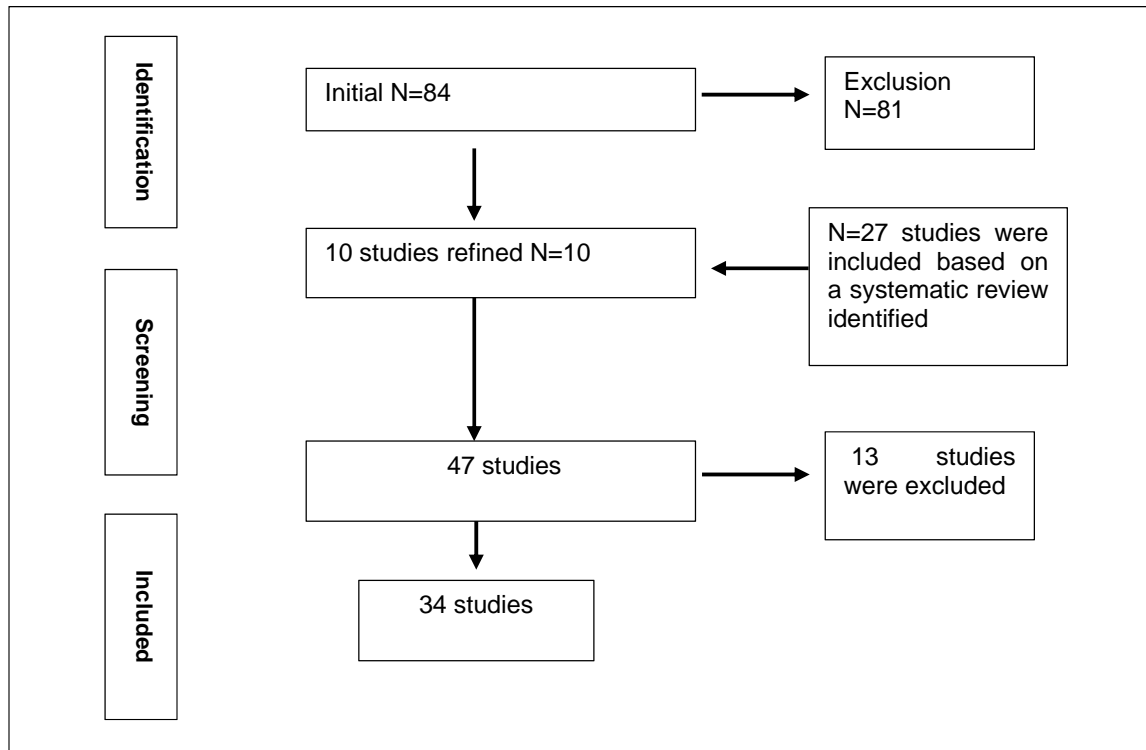 Identification
Initial N=84
Exclusion
N=81
10 studies refined N=10
N=27 studies were
included based on
a systematic review
identified
Screening
47 studies
13 studies
were excluded
Included
34 studies